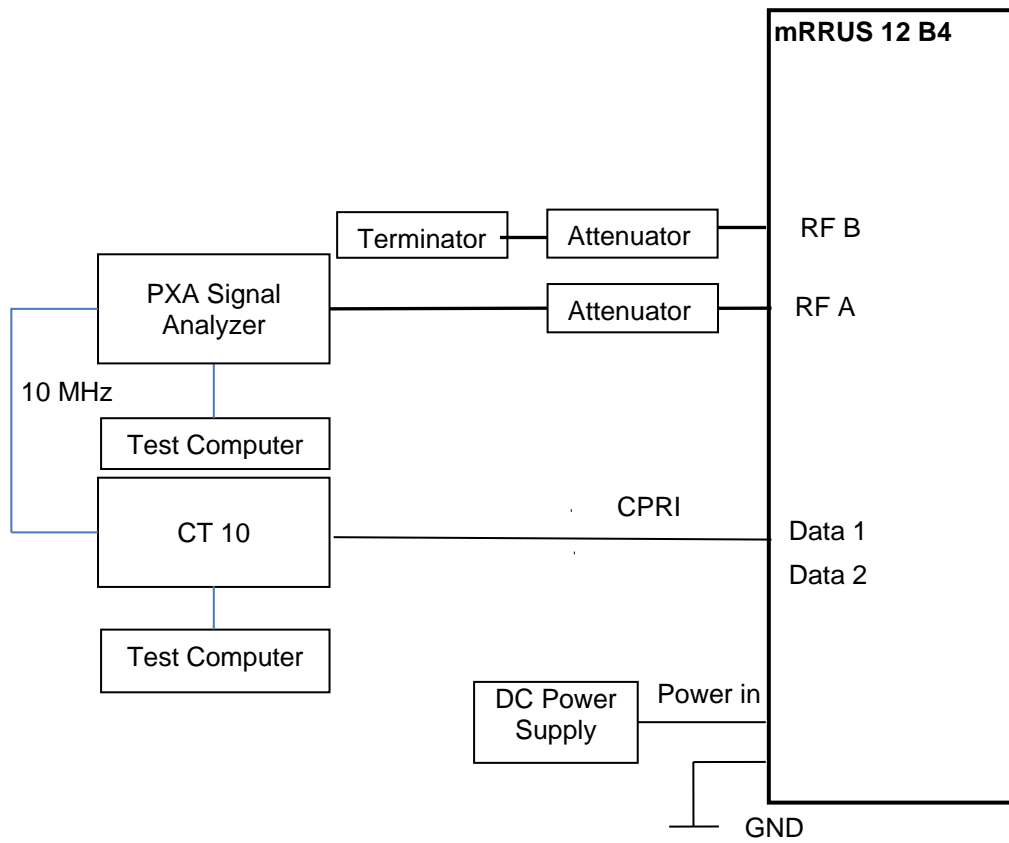 mRRUS 12 B4
Terminator
Attenuator
RF B
PXA Signal
Analyzer
Attenuator
RF A
10 MHz
Test Computer
CT 10
CPRI
Data 1
Data 2
Test Computer
DC Power
Supply
Power in
GND